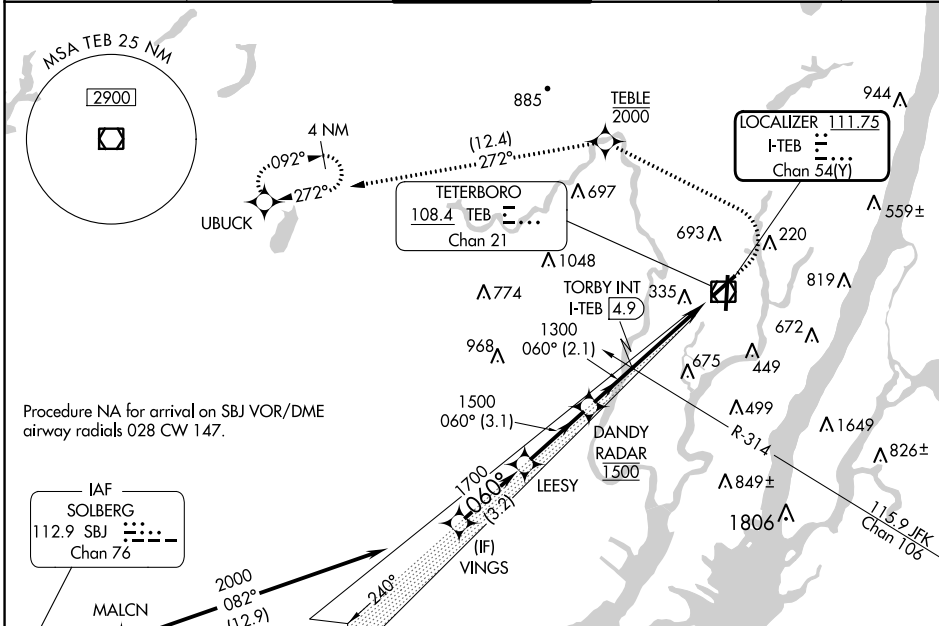 MSA TEB 25 NM
2900
885
TEBLE
2000
944
LOCALIZER 111.75
I-TEB
Chan 54(Y)
4 NM
092°
272°
UBUCK
(12.4)
272°
TETERBORO
108.4 TEB
Chan 21
697
559±
693
220
1048
774
TORBY INT
I-TEB 4.9
335
819
1300
060° (2.1)
968
672
675
449
Procedure NA for arrival on SBJ VOR/DME
airway radials 028 CW 147.
1500
060° (3.1)
499
R-314
1649
DANDY
RADAR
1500
826±
LEESY
1700
060°
(3.2)
849±
1806
115.9 JFK
Chan 106
IAF
SOLBERG
112.9 SBJ
Chan 76
(IF)
VINGS
240°
2000
082°
(12.9)
MALCN